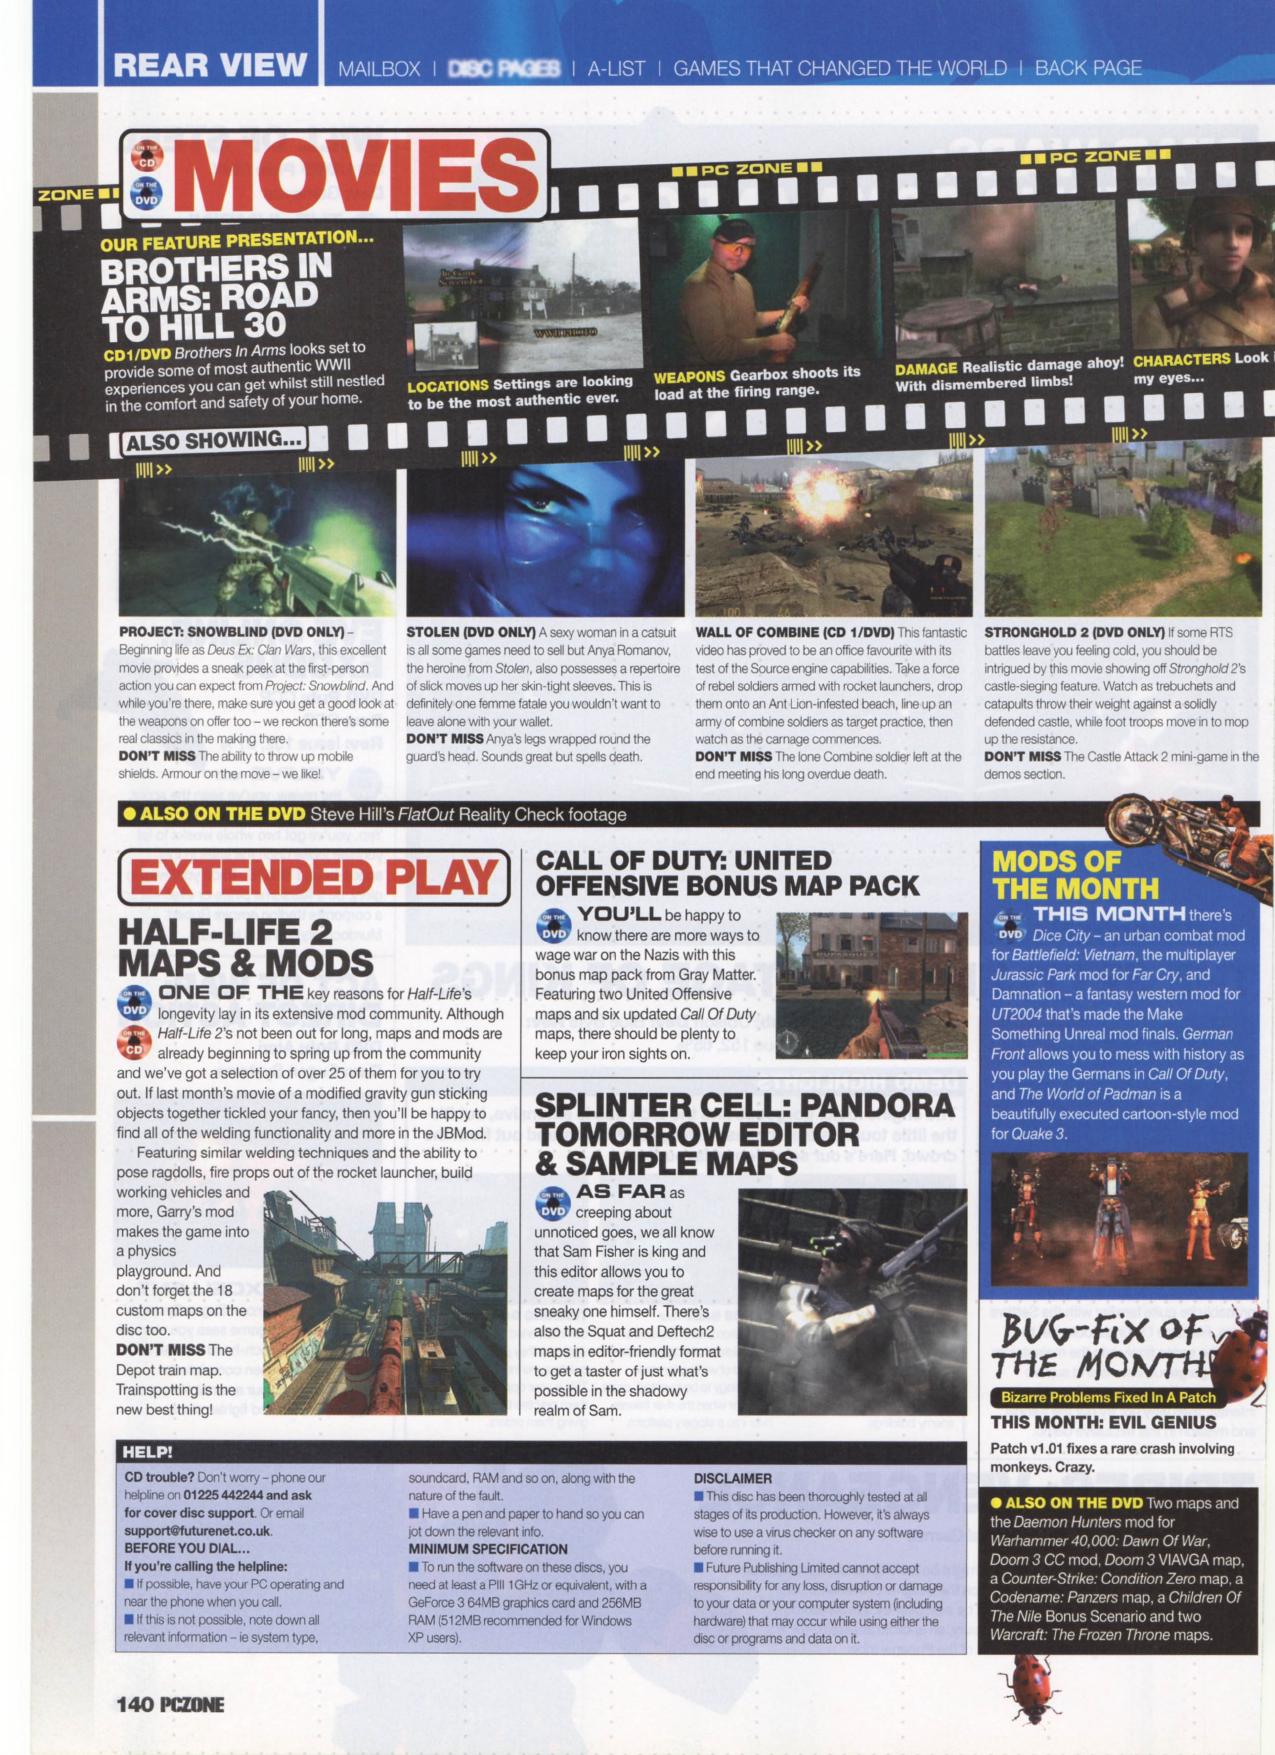 REAR VIEW
MAILBOX | DISC PAGES | A-LIST | GAMES THAT CHANGED THE WORLD | BACK PAGE
ON THE CD
ON THE DVD
MOVIES
ZONE
PC ZONE
PC ZONE
OUR FEATURE PRESENTATION...
BROTHERS IN
ARMS: ROAD
TO HILL 30
CD1/DVD Brothers In Arms looks set to
provide some of most authentic WWII
experiences you can get whilst still nestled
in the comfort and safety of your home.
LOCATIONS Settings are looking
to be the most authentic ever.
WEAPONS Gearbox shoots its
load at the firing range.
DAMAGE Realistic damage ahoy!
With dismembered limbs!
CHARACTERS Look
my eyes...
ALSO SHOWING...
PROJECT: SNOWBLIND (DVD ONLY) –
Beginning life as Deus Ex: Clan Wars, this excellent
movie provides a sneak peek at the first-person
action you can expect from Project: Snowblind. And
while you're there, make sure you get a good look at
the weapons on offer too – we reckon there's some
real classics in the making there.
DON'T MISS The ability to throw up mobile
shields. Armour on the move – we like!
STOLEN (DVD ONLY) A sexy woman in a catsuit
is all some games need to sell but Anya Romanov,
the heroine from Stolen, also possesses a repertoire
of slick moves up her skin-tight sleeves. This is
definitely one femme fatale you wouldn't want to
leave alone with your wallet.
DON'T MISS Anya's legs wrapped round the
guard's head. Sounds great but spells death.
WALL OF COMBINE (CD 1/DVD) This fantastic
video has proved to be an office favourite with its
test of the Source engine capabilities. Take a force
of rebel soldiers armed with rocket launchers, drop
them onto an Ant Lion-infested beach, line up an
army of combine soldiers as target practice, then
watch as the carnage commences.
DON'T MISS The lone Combine soldier left at the
end meeting his long overdue death.
STRONGHOLD 2 (DVD ONLY) If some RTS
battles leave you feeling cold, you should be
intrigued by this movie showing off Stronghold 2's
castle-sieging feature. Watch as trebuchets and
catapults throw their weight against a solidly
defended castle, while foot troops move in to mop
up the resistance.
DON'T MISS The Castle Attack 2 mini-game in the
demos section.
● ALSO ON THE DVD Steve Hill's FlatOut Reality Check footage
EXTENDED PLAY
HALF-LIFE 2
MAPS & MODS
ON THE DVD
ON THE CD
ONE OF THE key reasons for Half-Life's
longevity lay in its extensive mod community. Although
Half-Life 2's not been out for long, maps and mods are
already beginning to spring up from the community
and we've got a selection of over 25 of them for you to try
out. If last month's movie of a modified gravity gun sticking
objects together tickled your fancy, then you'll be happy to
find all of the welding functionality and more in the JBMod.
Featuring similar welding techniques and the ability to
pose ragdolls, fire props out of the rocket launcher, build
working vehicles and
more, Garry's mod
makes the game into
a physics
playground. And
don't forget the 18
custom maps on the
disc too.
DON'T MISS The
Depot train map.
Trainspotting is the
new best thing!
CALL OF DUTY: UNITED
OFFENSIVE BONUS MAP PACK
ON THE DVD
YOU'LL be happy to
know there are more ways to
wage war on the Nazis with this
bonus map pack from Gray Matter.
Featuring two United Offensive
maps and six updated Call Of Duty
maps, there should be plenty to
keep your iron sights on.
SPLINTER CELL: PANDORA
TOMORROW EDITOR
& SAMPLE MAPS
ON THE DVD
AS FAR as
creeping about
unnoticed goes, we all know
that Sam Fisher is king and
this editor allows you to
create maps for the great
sneaky one himself. There's
also the Squat and Deftech2
maps in editor-friendly format
to get a taster of just what's
possible in the shadowy
realm of Sam.
MODS OF
THE MONTH
ON THE DVD
THIS MONTH there's
Dice City – an urban combat mod
for Battlefield: Vietnam, the multiplayer
Jurassic Park mod for Far Cry, and
Damnation – a fantasy western mod for
UT2004 that's made the Make
Something Unreal mod finals. German
Front allows you to mess with history as
you play the Germans in Call Of Duty,
and The World of Padman is a
beautifully executed cartoon-style mod
for Quake 3.
BUG-FIX OF
THE MONTH
Bizarre Problems Fixed In A Patch
THIS MONTH: EVIL GENIUS
Patch v1.01 fixes a rare crash involving
monkeys. Crazy.
● ALSO ON THE DVD Two maps and
the Daemon Hunters mod for
Warhammer 40,000: Dawn Of War,
Doom 3 CC mod, Doom 3 VIAVGA map,
a Counter-Strike: Condition Zero map, a
Codename: Panzers map, a Children Of
The Nile Bonus Scenario and two
Warcraft: The Frozen Throne maps.
HELP!
CD trouble? Don't worry – phone our
helpline on 01225 442244 and ask
for cover disc support. Or email
support@futurenet.co.uk.
BEFORE YOU DIAL...
If you're calling the helpline:
■ If possible, have your PC operating and
near the phone when you call.
■ If this is not possible, note down all
relevant information – ie system type,
soundcard, RAM and so on, along with the
nature of the fault.
■ Have a pen and paper to hand so you can
jot down the relevant info.
MINIMUM SPECIFICATION
■ To run the software on these discs, you
need at least a PIII 1GHz or equivalent, with a
GeForce 3 64MB graphics card and 256MB
RAM (512MB recommended for Windows
XP users).
DISCLAIMER
■ This disc has been thoroughly tested at all
stages of its production. However, it's always
wise to use a virus checker on any software
before running it.
■ Future Publishing Limited cannot accept
responsibility for any loss, disruption or damage
to your data or your computer system (including
hardware) that may occur while using either the
disc or programs and data on it.
140 PCZONE